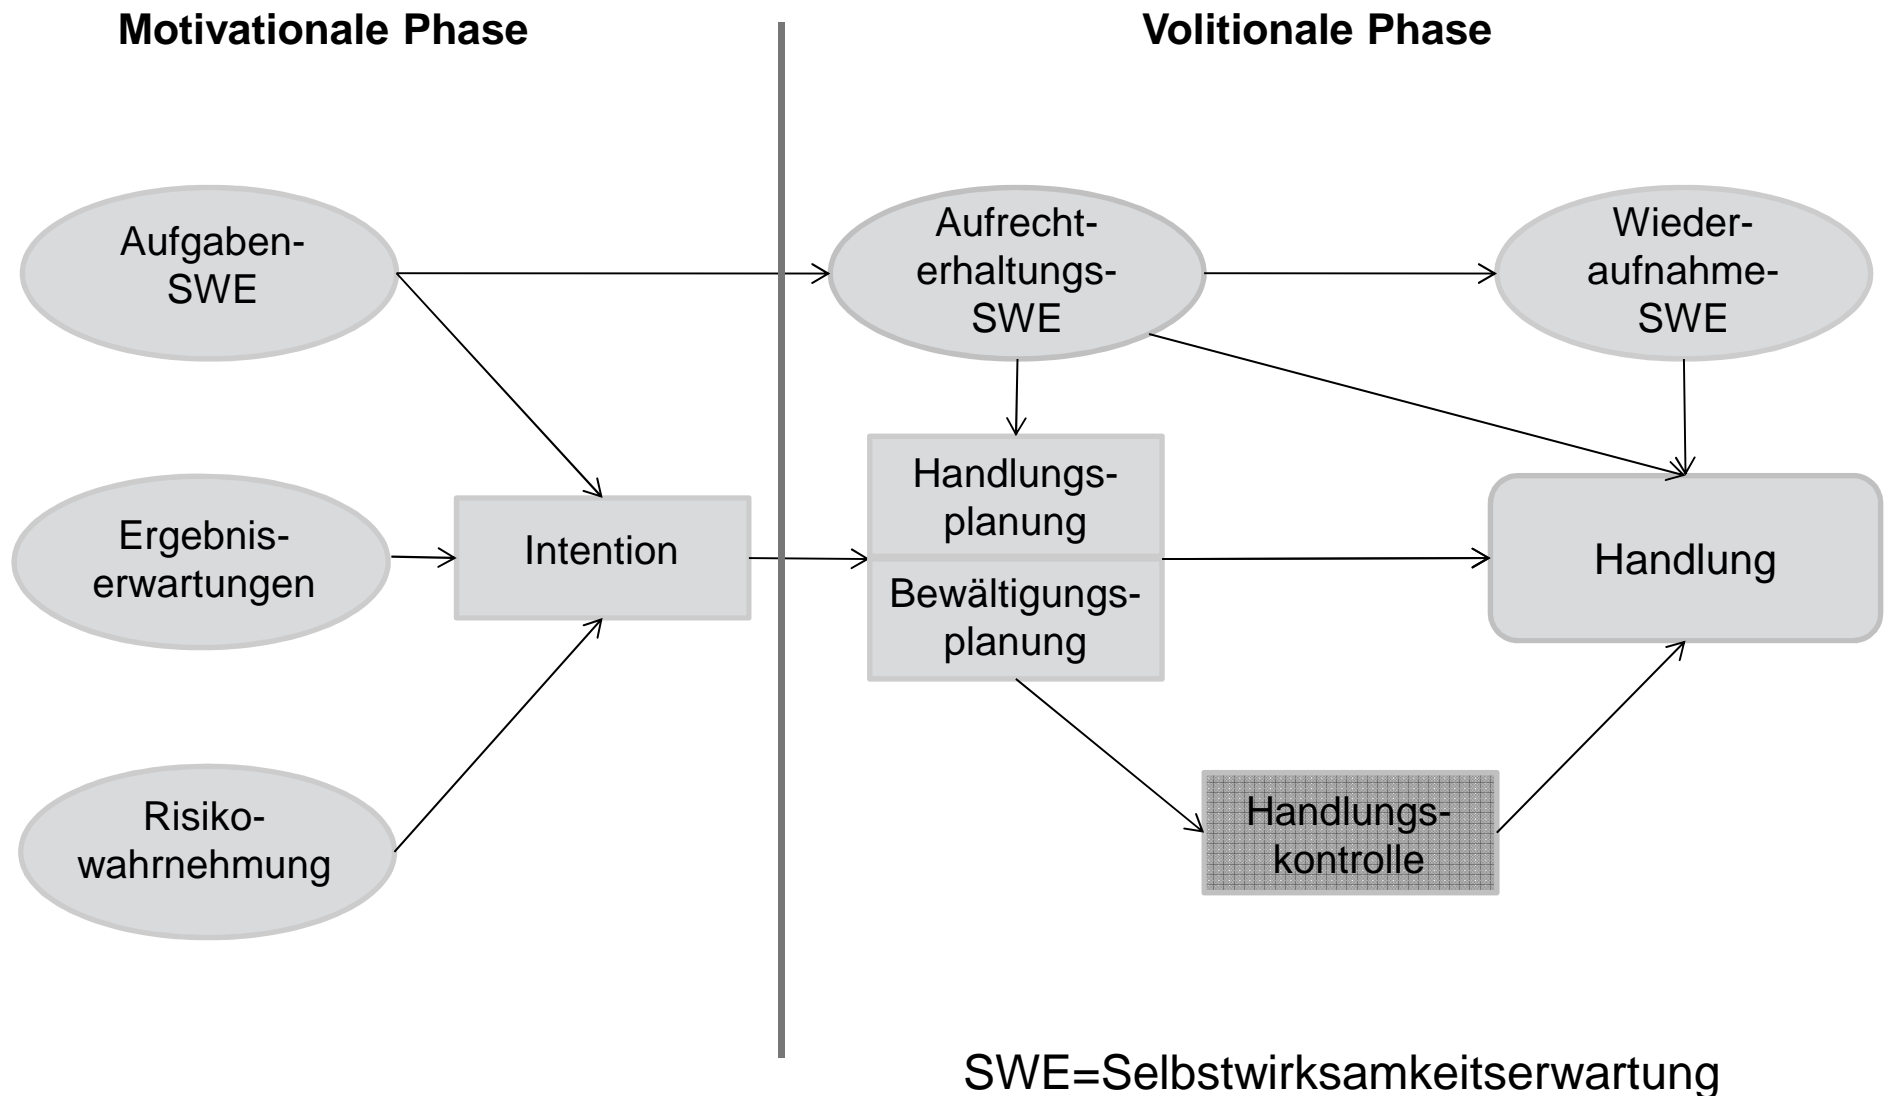 Motivationale Phase
Volitionale Phase
Aufgaben-
SWE
Aufrecht-
erhaltungs-
SWE
Wieder-
aufnahme-
SWE
Ergebnis-
erwartungen
Intention
Handlungs-
planung
Bewältigungs-
planung
Handlung
Risiko-
wahrnehmung
Handlungs-
kontrolle
SWE=Selbstwirksamkeitserwartung